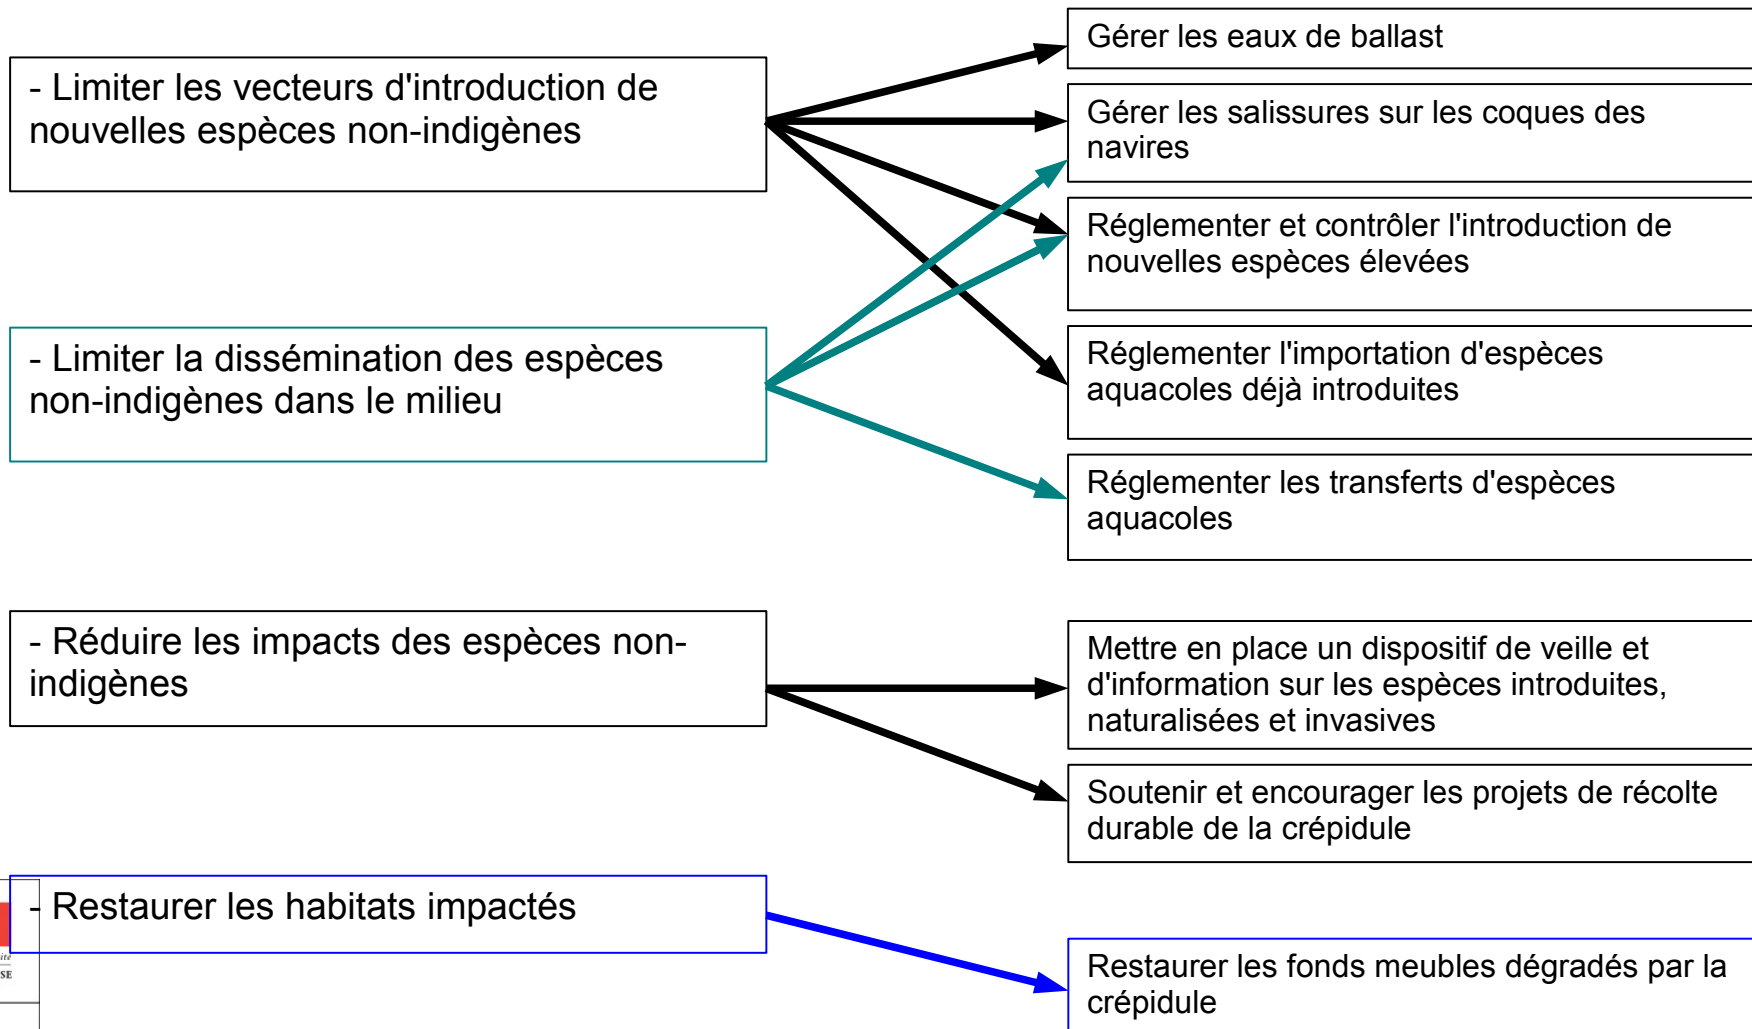 - Limiter les vecteurs d'introduction de
nouvelles espèces non-indigènes
- Limiter la dissémination des espèces
non-indigènes dans le milieu
- Réduire les impacts des espèces non-
indigènes
- Restaurer les habitats impactés
ité
SE
Gérer les eaux de ballast
Gérer les salissures sur les coques des
navires
Réglementer et contrôler l'introduction de
nouvelles espèces élevées
Réglementer l'importation d'espèces
aquacoles déjà introduites
Réglementer les transferts d'espèces
aquacoles
Mettre en place un dispositif de veille et
d'information sur les espèces introduites,
naturalisées et invasives
Soutenir et encourager les projets de récolte
durable de la crépidule
Restaurer les fonds meubles dégradés par la
crépidule